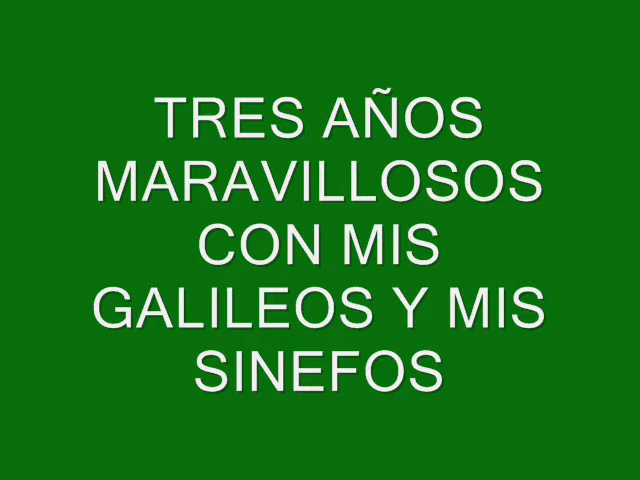 TRES AÑOS
MARAVILLOSOS
CON MIS
GALILEOS Y MIS
SINEFOS